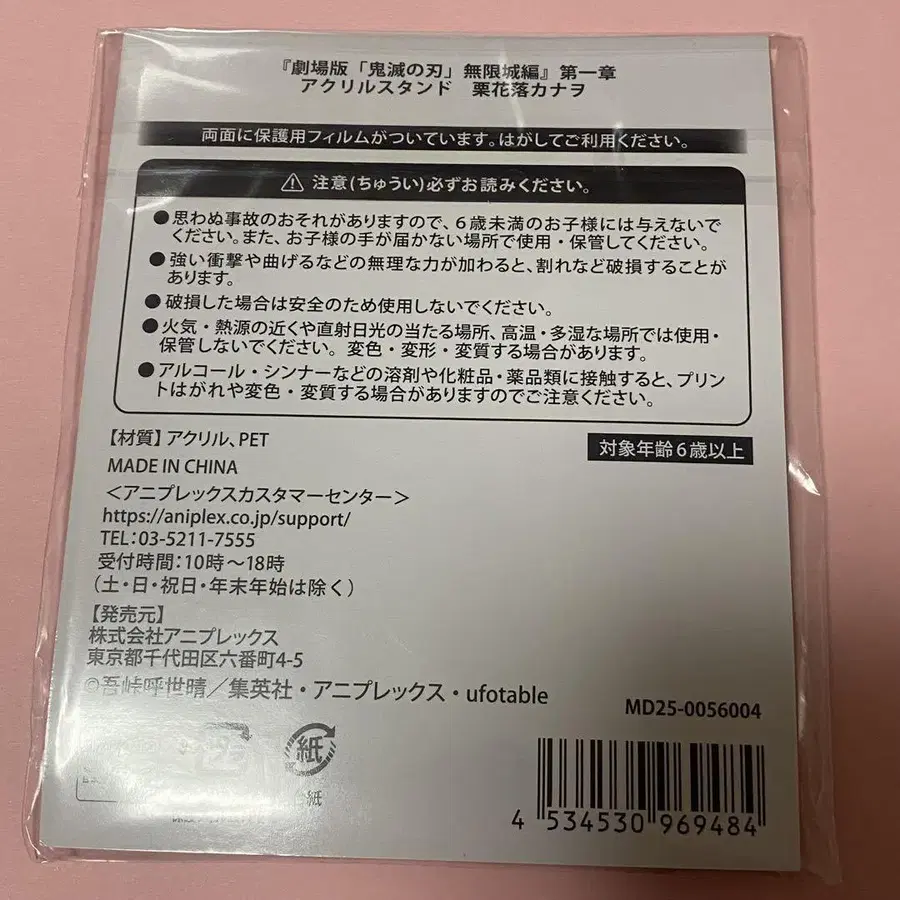 『劇場版「鬼滅の刃」無限城編』第一章
アクリルスタンド 栗花落カナヲ
両面に保護用フィルムがついています。はがしてご利用ください。
⚠ 注意(ちゅうい)必ずお読みください。
●思わぬ事故のおそれがありますので、6歳未満のお子様には与えないで
ください。また、お子様の手が届かない場所で使用・保管してください。
●強い衝撃や曲げるなどの無理な力が加わると、割れなど破損することが
あります。
●破損した場合は安全のため使用しないでください。
●火気・熱源の近くや直射日光の当たる場所、高温・多湿な場所では使用・
保管しないでください。変色・変形・変質する場合があります。
●アルコール・シンナーなどの溶剤や化粧品・薬品類に接触すると、プリン
トはがれや変色・変質する場合がありますのでご注意ください。
【材質】アクリル、PET
対象年齢6歳以上
MADE IN CHINA
<アニプレックスカスタマーセンター>
https://aniplex.co.jp/support/
TEL:03-5211-7555
受付時間:10時~18時
(土・日・祝日・年末年始は除く)
【発売元】
株式会社アニプレックス
東京都千代田区六番町4-5
©吾峠呼世晴/集英社・アニプレックス・ufotable
MD25-0056004
紙
紙
4 534530 969484